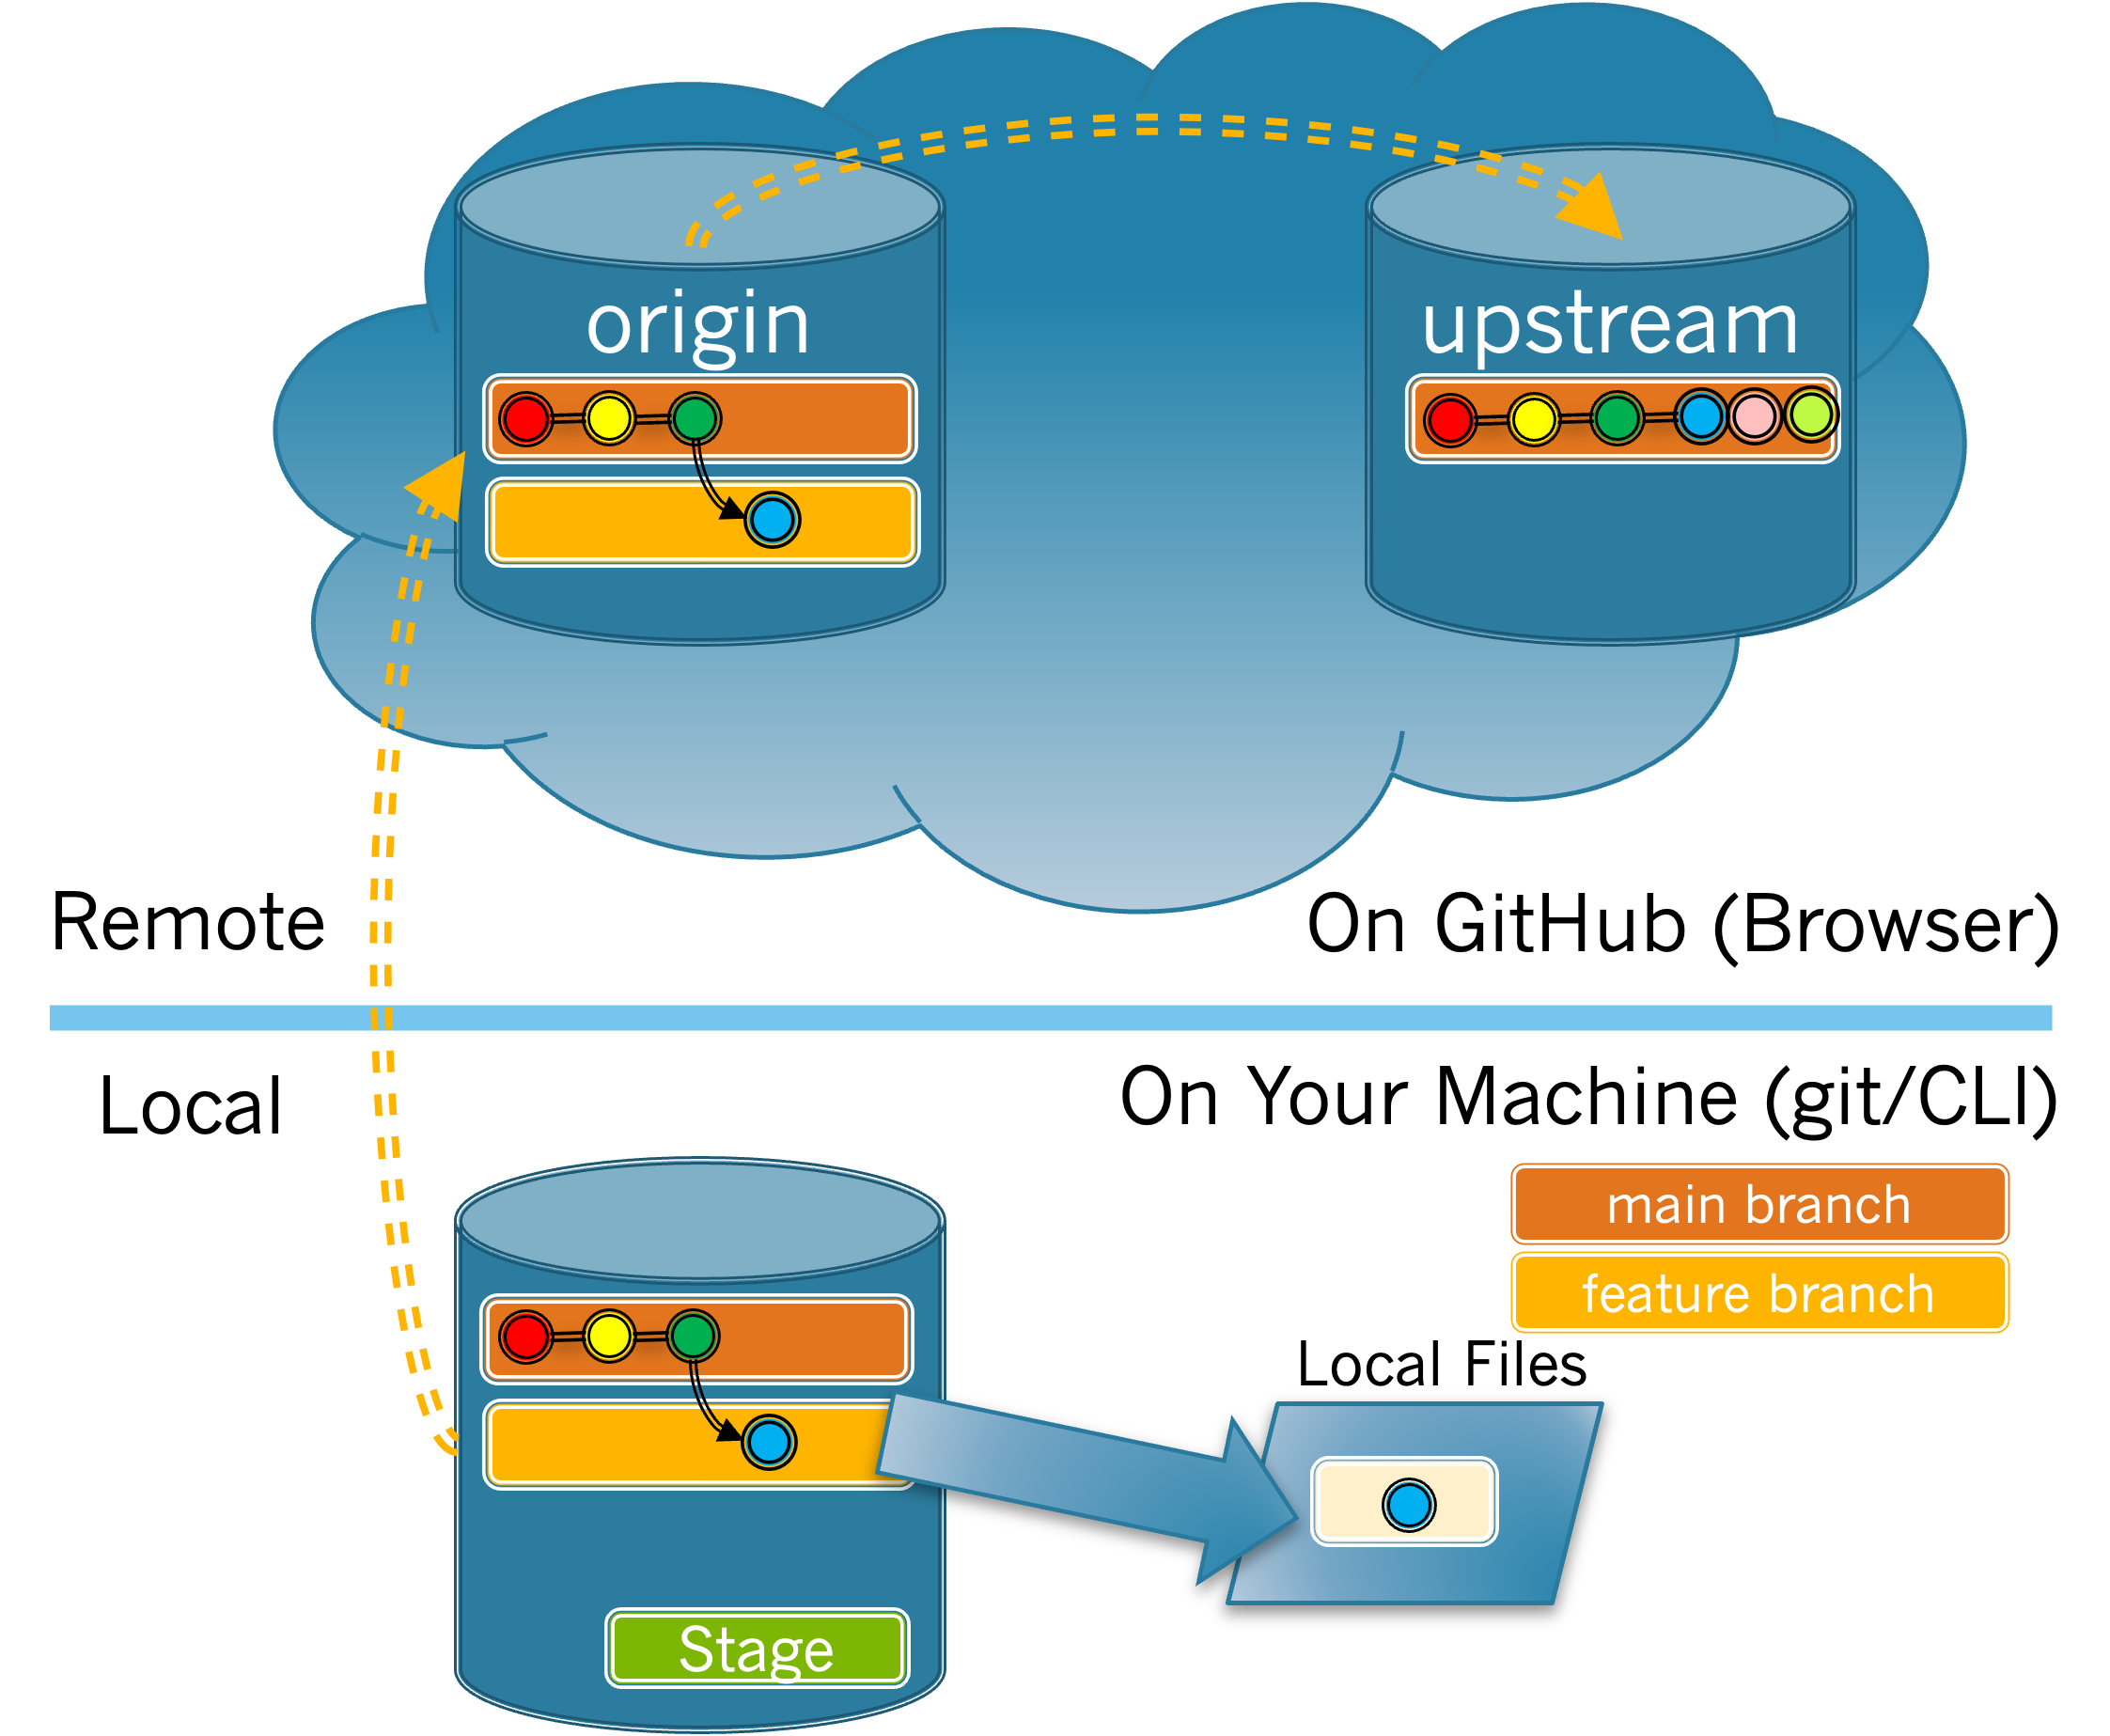 origin
upstream
Remote
On GitHub (Browser)
Local
On Your Machine (git/CLI)
main branch
feature branch
Local Files
Stage